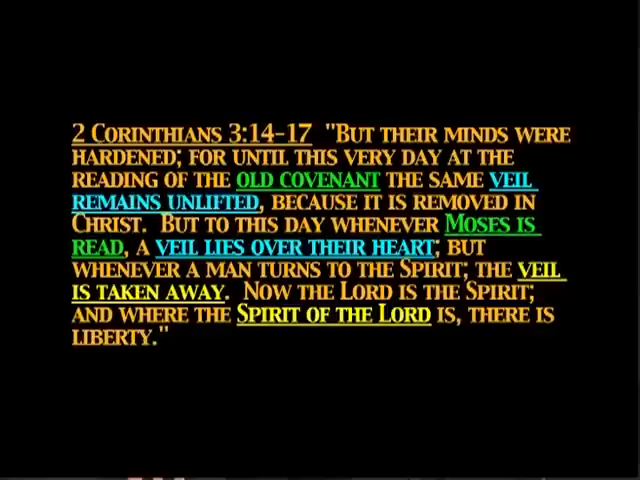 2 Corinthians 3:14-17 "But their minds were
hardened; for until this very day at the
reading of the old covenant the same veil
remains unlifted, because it is removed in
Christ. But to this day whenever Moses is
read, a veil lies over their heart; but
whenever a man turns to the Spirit; the veil
is taken away. Now the Lord is the Spirit;
and where the Spirit of the Lord is, there is
liberty."